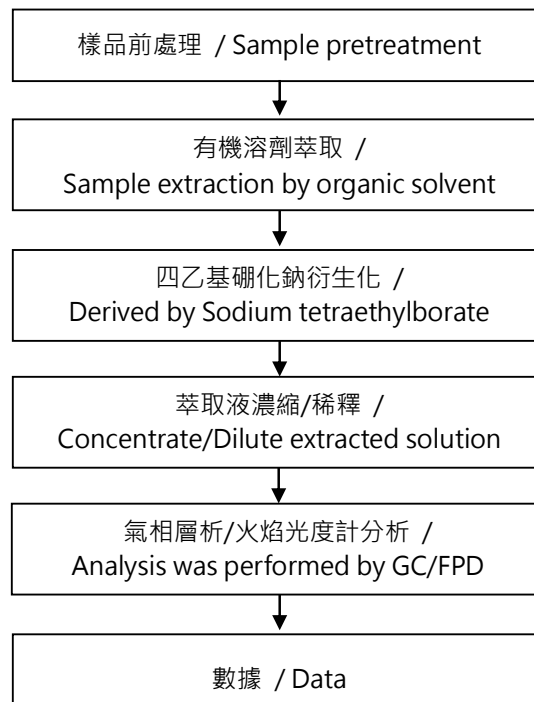 樣品前處理 / Sample pretreatment
有機溶劑萃取 /
Sample extraction by organic solvent
四乙基硼化鈉衍生化 /
Derived by Sodium tetraethylborate
萃取液濃縮/稀釋 /
Concentrate/Dilute extracted solution
氣相層析/火焰光度計分析 /
Analysis was performed by GC/FPD
數據 / Data